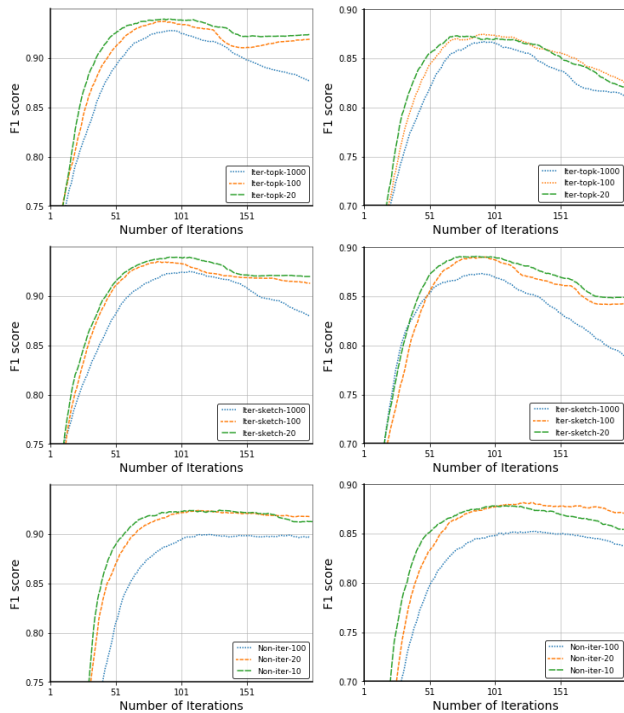 F1 score
0.90
0.85
0.80
0.75
1
51
101
151
Number of Iterations
Iter-topk-1000
Iter-topk-100
Iter-topk-20
F1 score
0.90
0.85
0.80
0.75
0.70
1
51
101
151
Number of Iterations
Iter-topk-1000
Iter-topk-100
Iter-topk-20
F1 score
0.90
0.85
0.80
0.75
1
51
101
151
Number of Iterations
Iter-sketch-1000
Iter-sketch-100
Iter-sketch-20
F1 score
0.90
0.85
0.80
0.75
0.70
1
51
101
151
Number of Iterations
Iter-sketch-1000
Iter-sketch-100
Iter-sketch-20
F1 score
0.90
0.85
0.80
0.75
1
51
101
151
Number of Iterations
Non-iter-100
Non-iter-20
Non-iter-10
F1 score
0.90
0.85
0.80
0.75
0.70
1
51
101
151
Number of Iterations
Non-iter-100
Non-iter-20
Non-iter-10